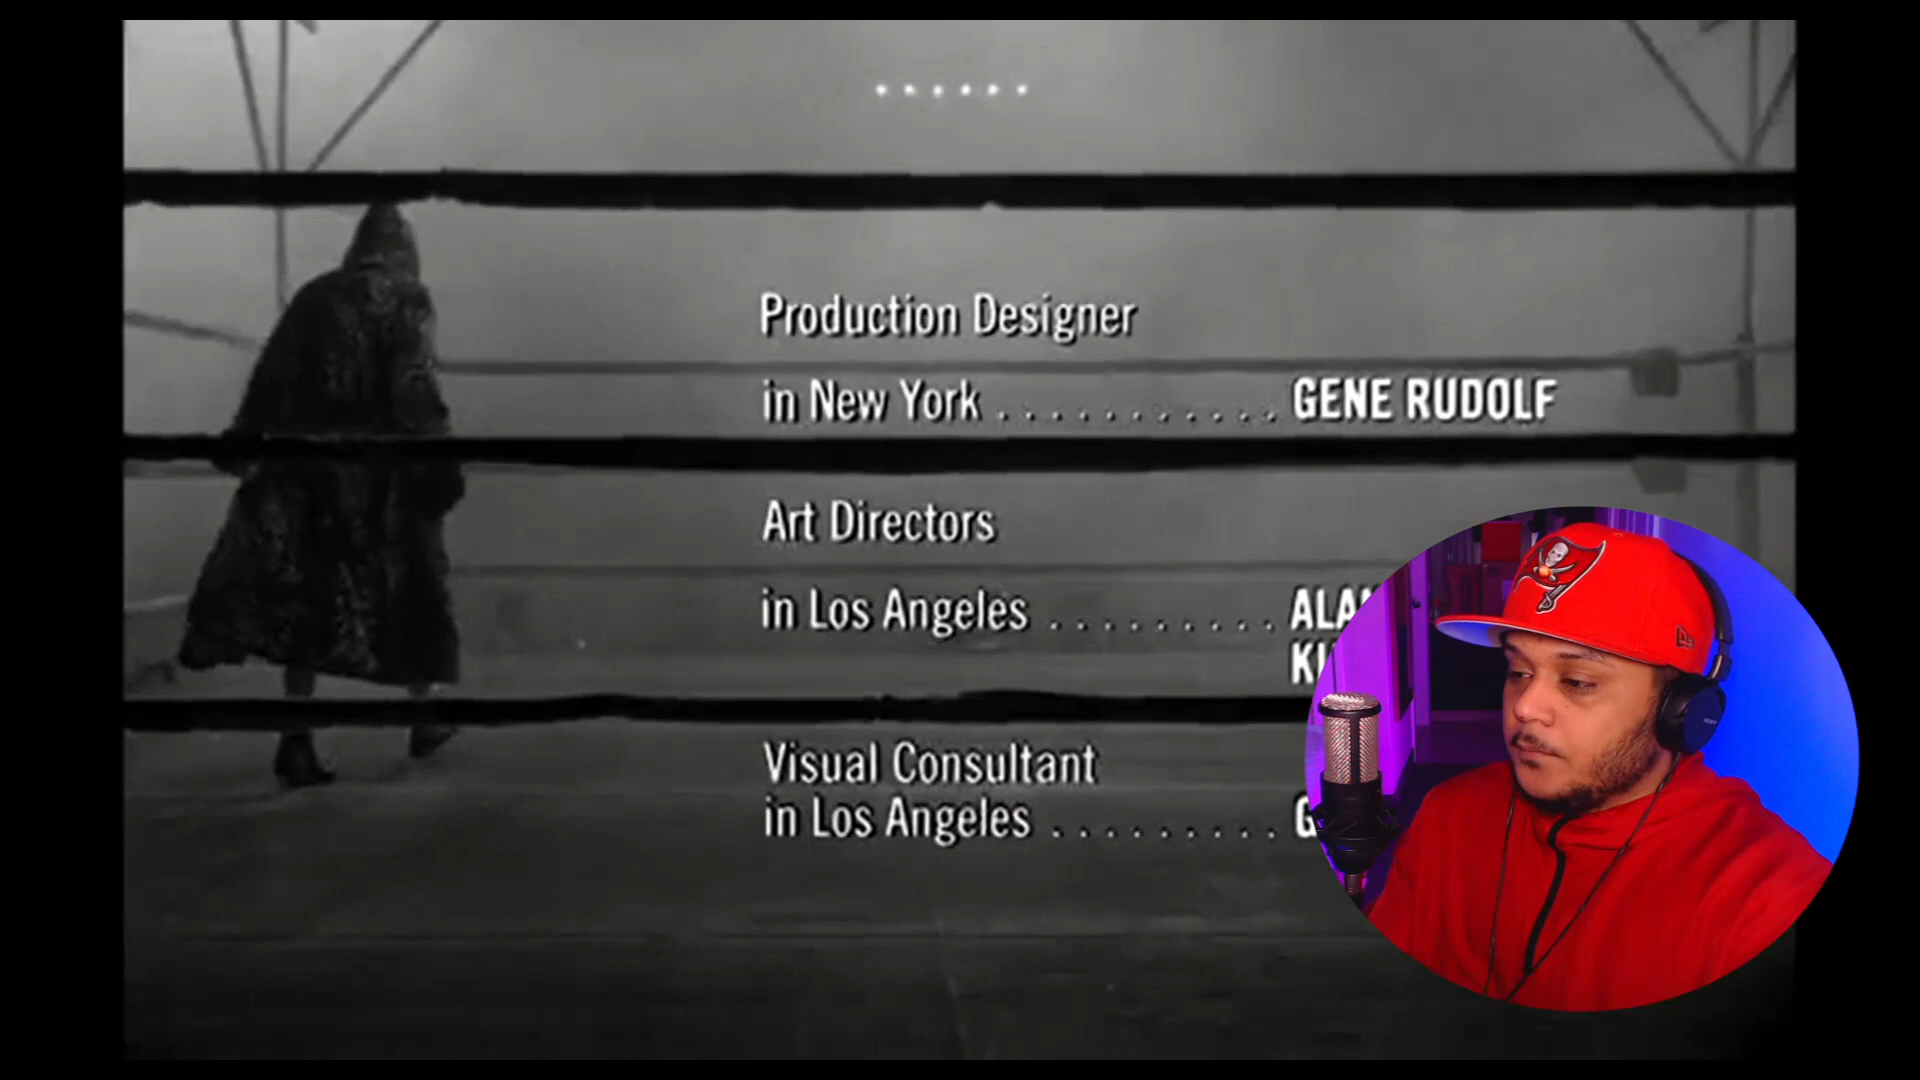 Production Designer
in New York . . . . . . . . . . . GENE RUDOLF
Art Directors
in Los Angeles . . . . . . . . .
Visual Consultant
in Los Angeles . . . . . . . . .